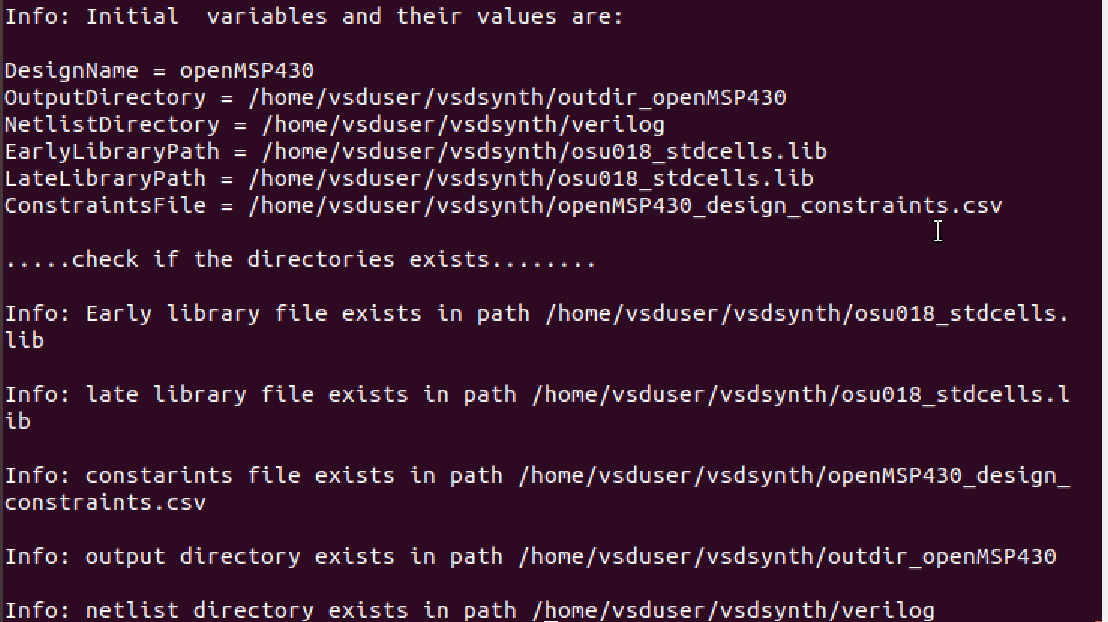 Info: Initial  variables and their values are:
DesignName = openMSP430
OutputDirectory = /home/vsduser/vsdsynth/outdir_openMSP430
NetlistDirectory = /home/vsduser/vsdsynth/verilog
EarlyLibraryPath = /home/vsduser/vsdsynth/osu018_stdcells.lib
LateLibraryPath = /home/vsduser/vsdsynth/osu018_stdcells.lib
ConstraintsFile = /home/vsduser/vsdsynth/openMSP430_design_constraints.csv
.....check if the directories exists........
Info: Early library file exists in path /home/vsduser/vsdsynth/osu018_stdcells.
lib
Info: late library file exists in path /home/vsduser/vsdsynth/osu018_stdcells.l
ib
Info: constarints file exists in path /home/vsduser/vsdsynth/openMSP430_design_
constraints.csv
Info: output directory exists in path /home/vsduser/vsdsynth/outdir_openMSP430
Info: netlist directory exists in path /home/vsduser/vsdsynth/verilog